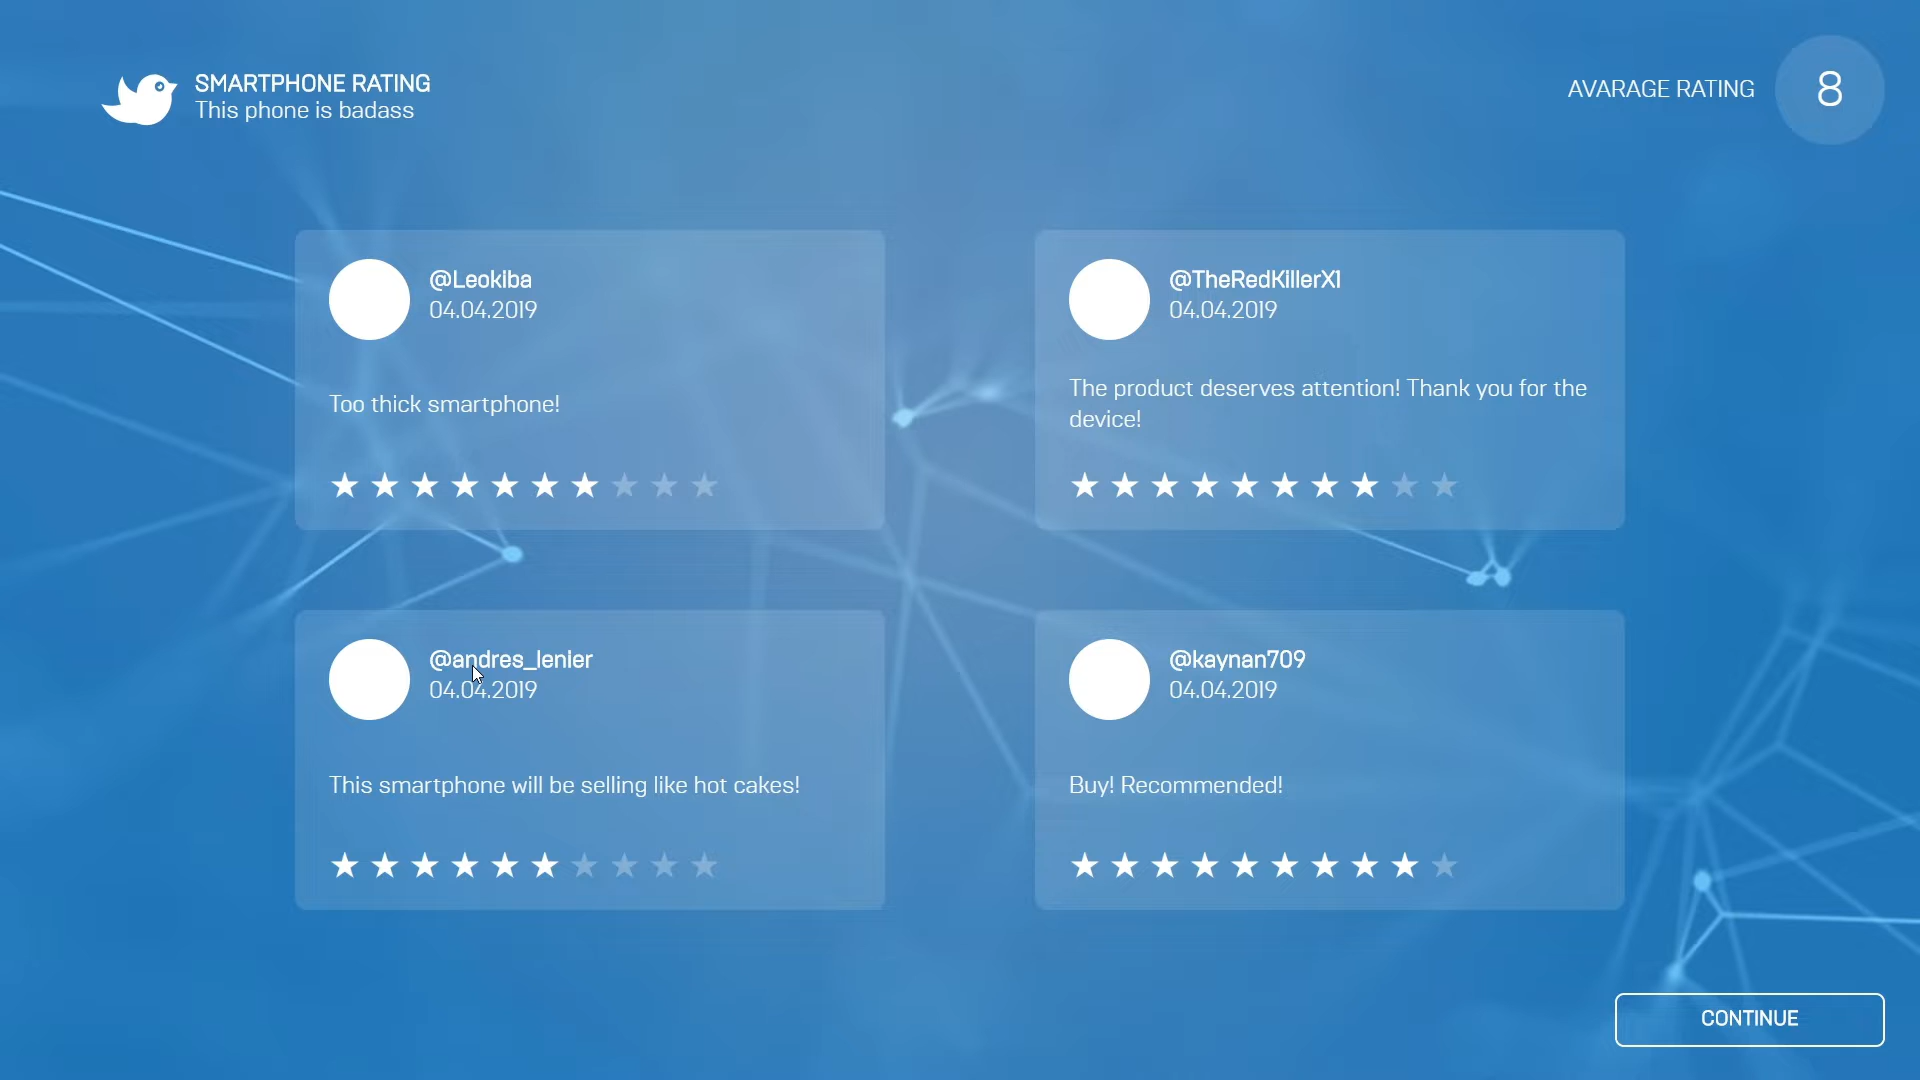 SMARTPHONE RATING
This phone is badass
AVARAGE RATING
8
@Leokiba
04.04.2019
Too thick smartphone!
@TheRedKillerX1
04.04.2019
The product deserves attention! Thank you for the
device!
@andres_lenier
04.04.2019
This smartphone will be selling like hot cakes!
@kaynan709
04.04.2019
Buy! Recommended!
CONTINUE